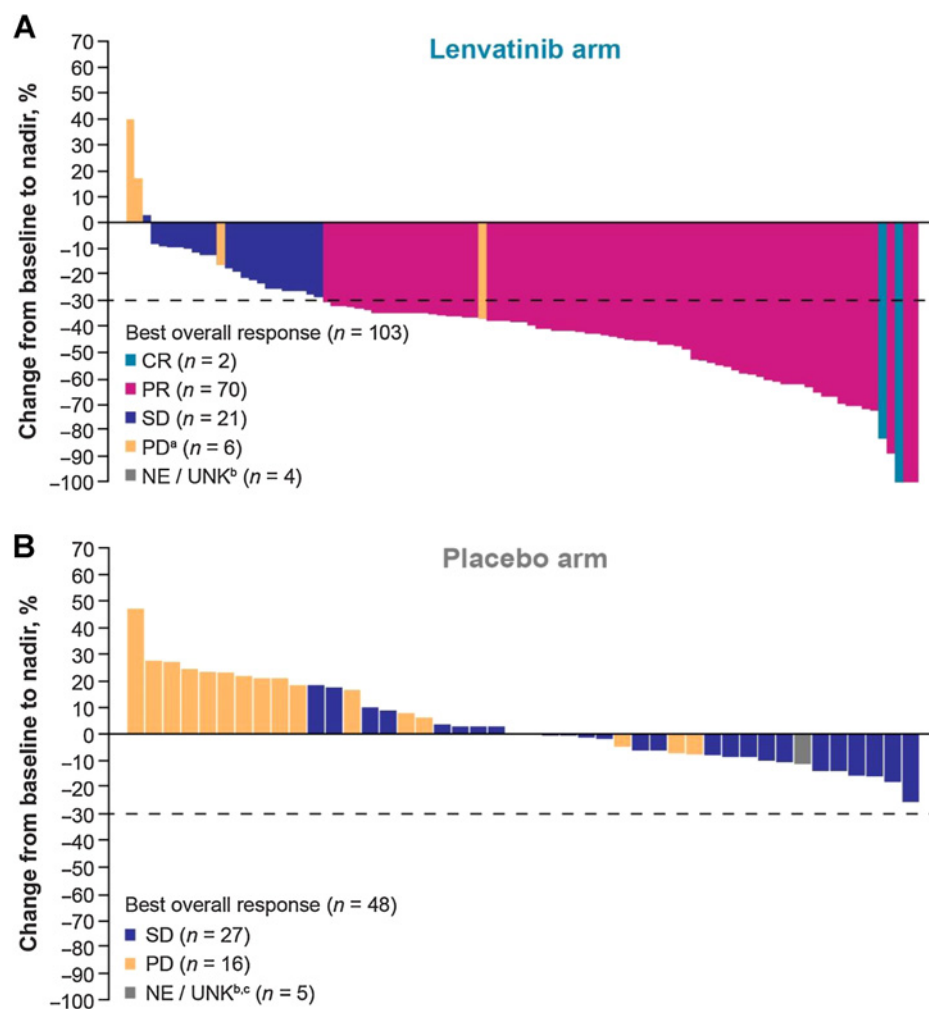 A
Lenvatinib arm
Change from baseline to nadir, %
70
60
50
40
30
20
10
0
−10
−20
−30
−40
−50
−60
−70
−80
−90
−100
Best overall response (n = 103)
CR (n = 2)
PR (n = 70)
SD (n = 21)
PDᵃ (n = 6)
NE / UNKᵇ (n = 4)
B
Placebo arm
Change from baseline to nadir, %
70
60
50
40
30
20
10
0
−10
−20
−30
−40
−50
−60
−70
−80
−90
−100
Best overall response (n = 48)
SD (n = 27)
PD (n = 16)
NE / UNKᵇ,ᶜ (n = 5)